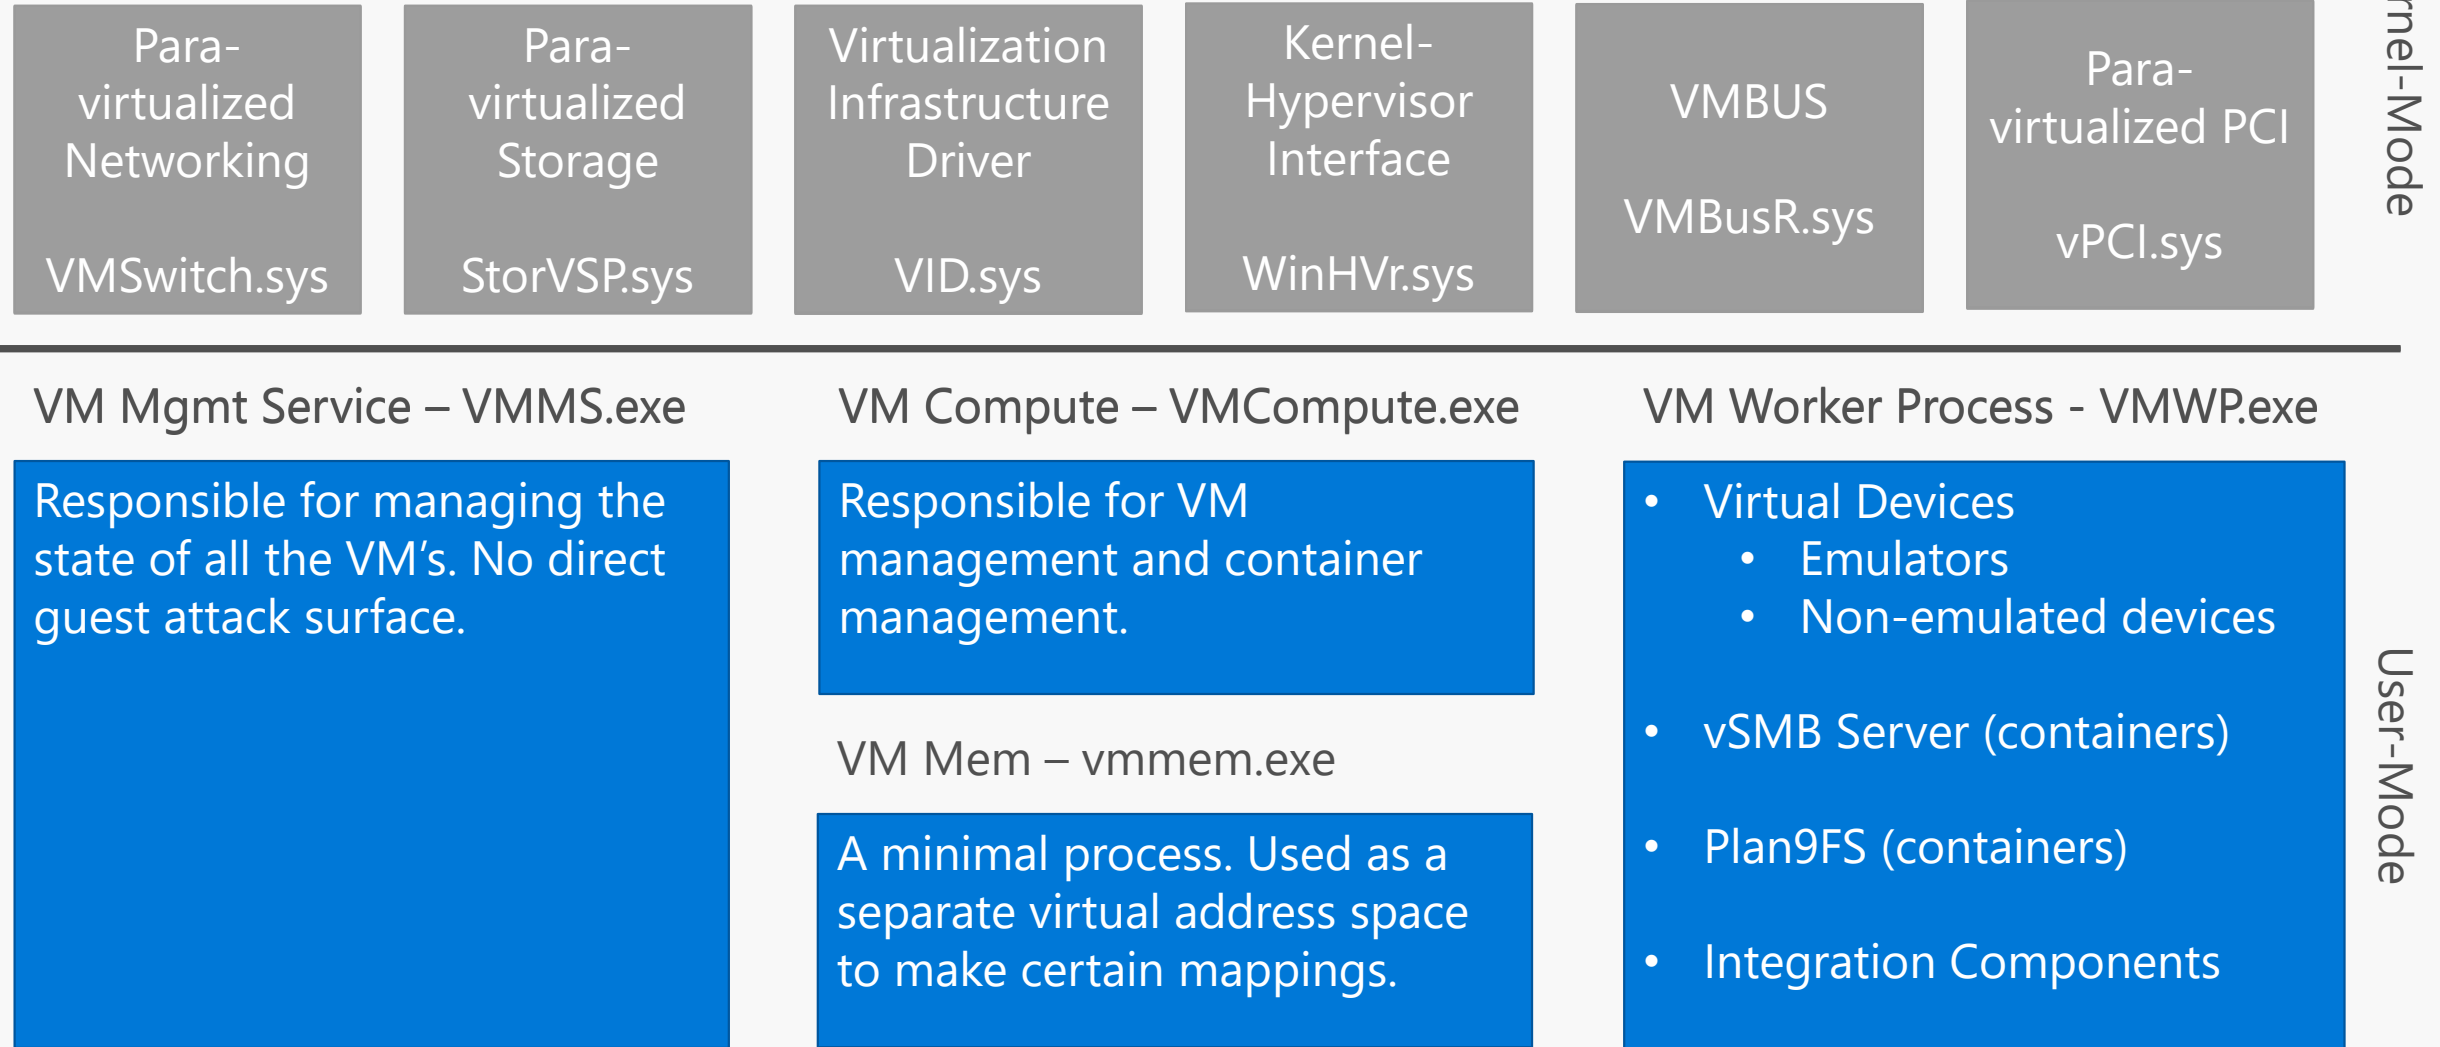 Para-
virtualized
Networking
VMSwitch.sys
Para-
virtualized
Storage
StorVSP.sys
Virtualization
Infrastructure
Driver
VID.sys
Kernel-
Hypervisor
Interface
WinHVr.sys
VMBUS
VMBusR.sys
Para-
virtualized PCI
vPCI.sys
rnel-Mode
VM Mgmt Service – VMMS.exe
Responsible for managing the
state of all the VM’s. No direct
guest attack surface.
VM Compute – VMCompute.exe
Responsible for VM
management and container
management.
VM Mem – vmmem.exe
A minimal process. Used as a
separate virtual address space
to make certain mappings.
VM Worker Process - VMWP.exe
• Virtual Devices
• Emulators
• Non-emulated devices
• vSMB Server (containers)
• Plan9FS (containers)
• Integration Components
User-Mode